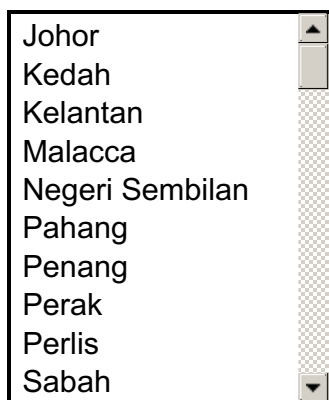 Johor
Kedah
Kelantan
Malacca
Negeri Sembilan
Pahang
Penang
Perak
Perlis
Sabah